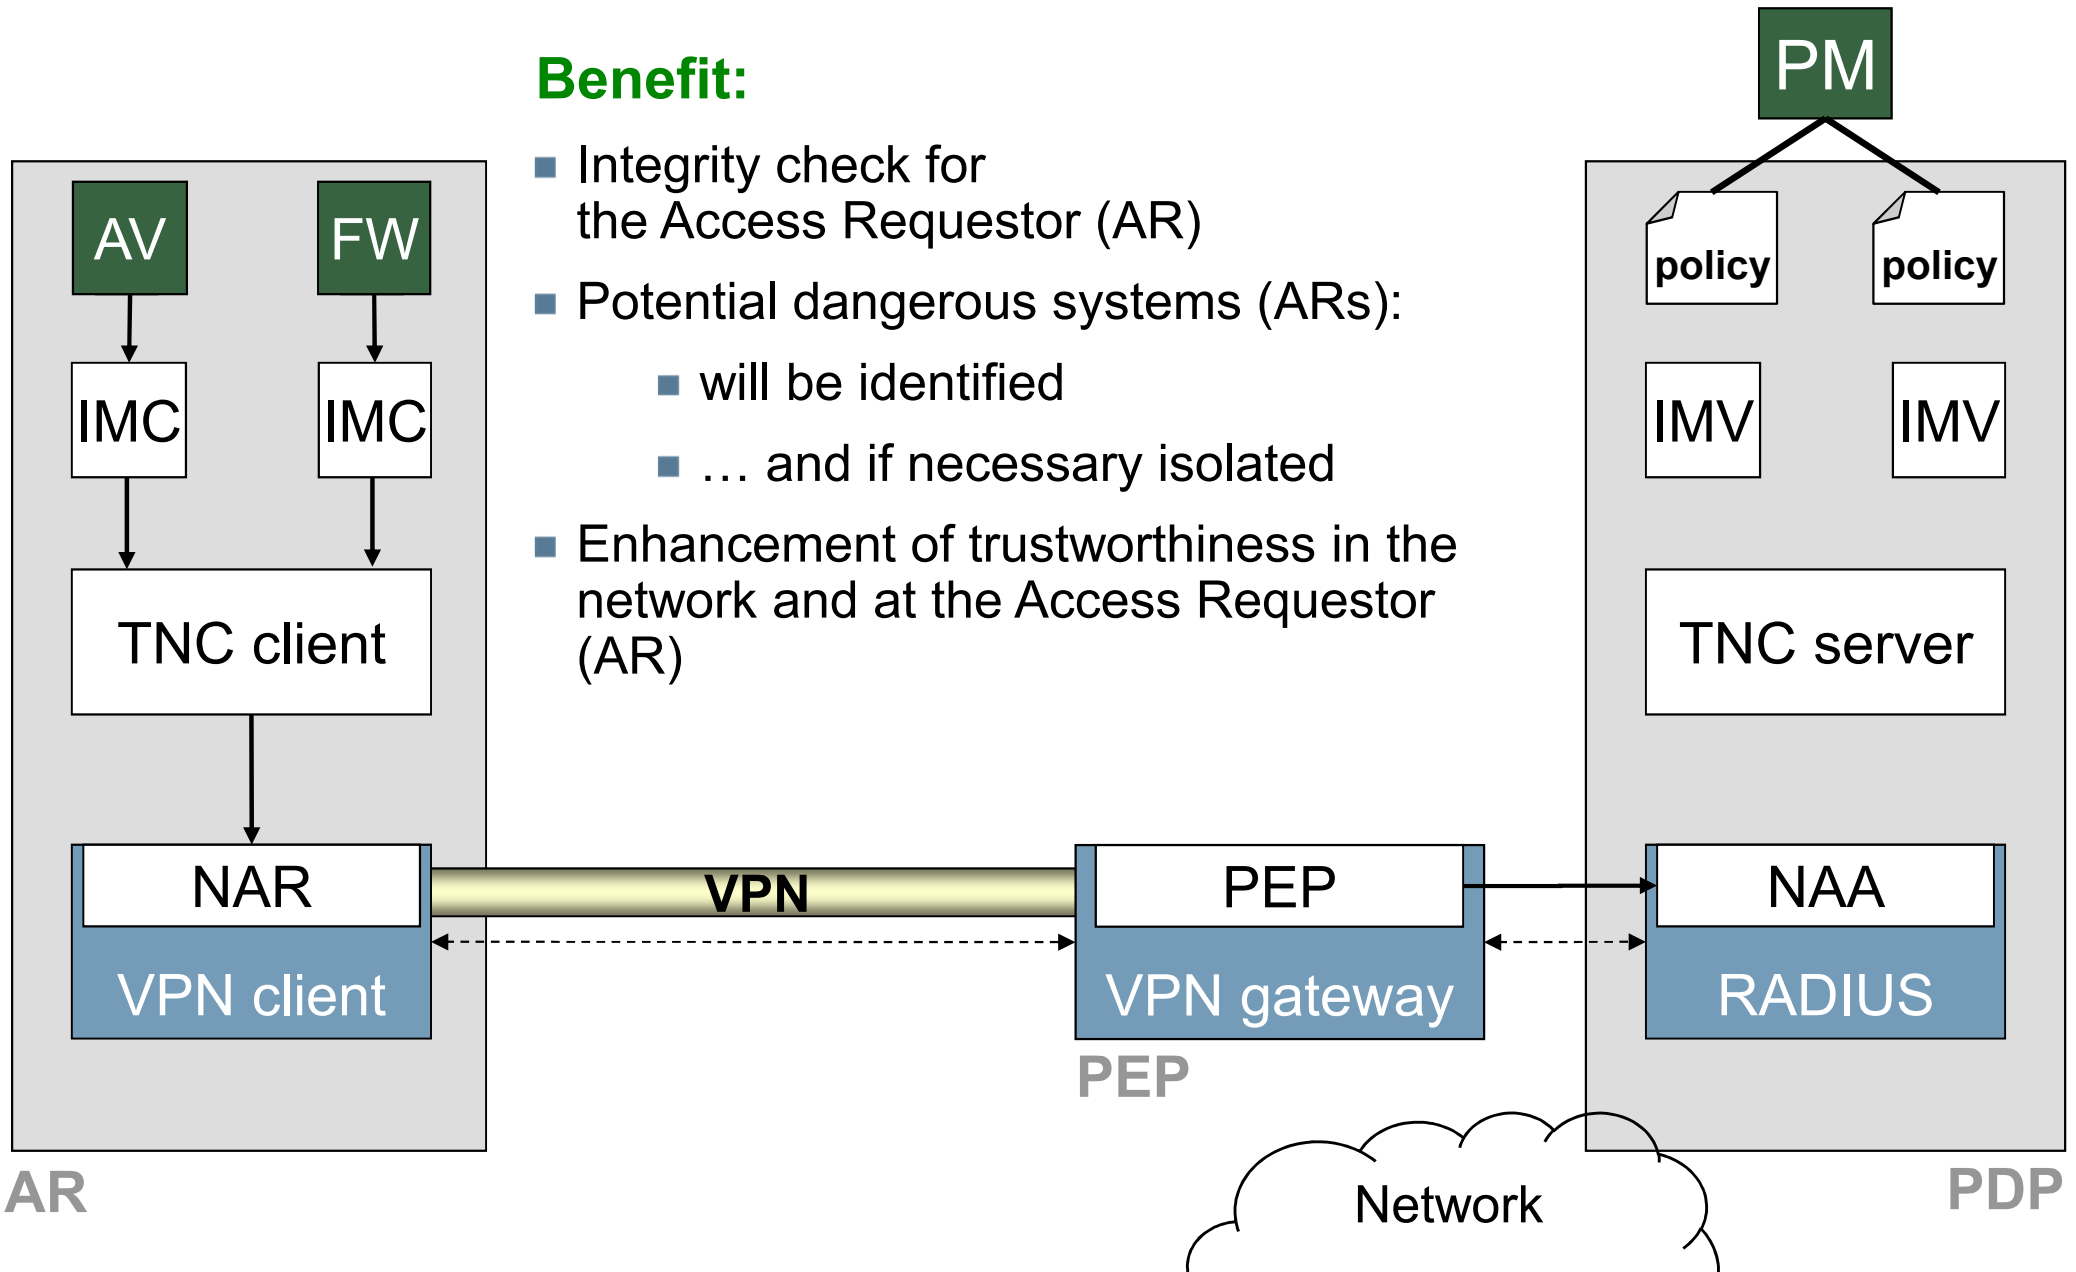 Benefit:
Integrity check for
the Access Requestor (AR)
Potential dangerous systems (ARs):
will be identified
… and if necessary isolated
Enhancement of trustworthiness in the
network and at the Access Requestor
(AR)
AV
FW
IMC
IMC
TNC client
NAR
VPN client
AR
VPN
PEP
VPN gateway
PEP
PM
policy
policy
IMV
IMV
TNC server
NAA
RADIUS
PDP
Network